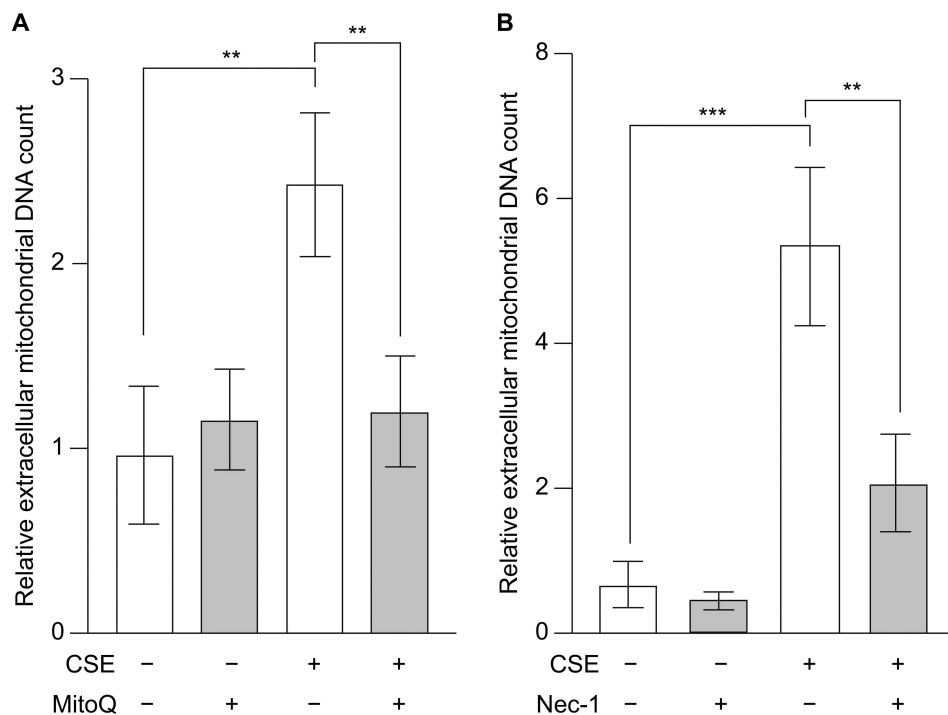 A
Relative extracellular mitochondrial DNA count
3
2
1
0
**
**
CSE – – + +
MitoQ – + – +
B
Relative extracellular mitochondrial DNA count
8
6
4
2
0
***
**
CSE – – + +
Nec-1 – + – +